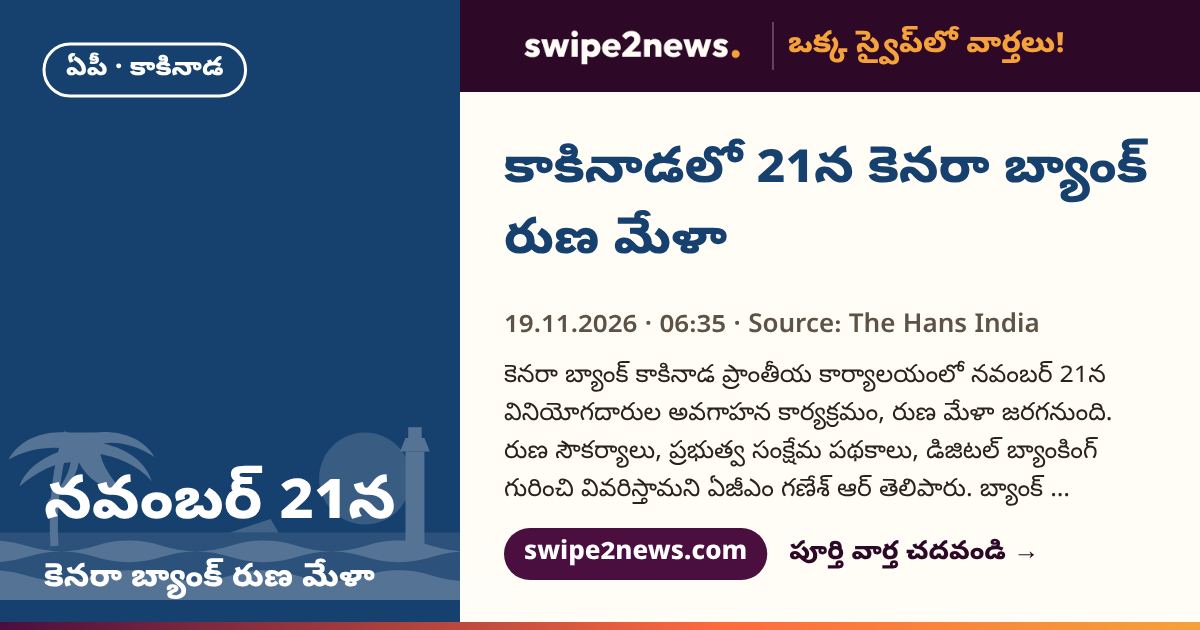 ఏపీ · కాకినాడ
నవంబర్ 21న
కెనరా బ్యాంక్ రుణ మేళా
swipe2news. ఒక్క స్వైప్‌లో వార్తలు!
కాకినాడలో 21న కెనరా బ్యాంక్
రుణ మేళా
19.11.2026 · 06:35 · Source: The Hans India
కెనరా బ్యాంక్ కాకినాడ ప్రాంతీయ కార్యాలయంలో నవంబర్ 21న
వినియోగదారుల అవగాహన కార్యక్రమం, రుణ మేళా జరగనుంది.
రుణ సౌకర్యాలు, ప్రభుత్వ సంక్షేమ పథకాలు, డిజిటల్ బ్యాంకింగ్
గురించి వివరిస్తామని ఏజీఎం గణేశ్ ఆర్ తెలిపారు. బ్యాంక్ ...
swipe2news.com పూర్తి వార్త చదవండి →